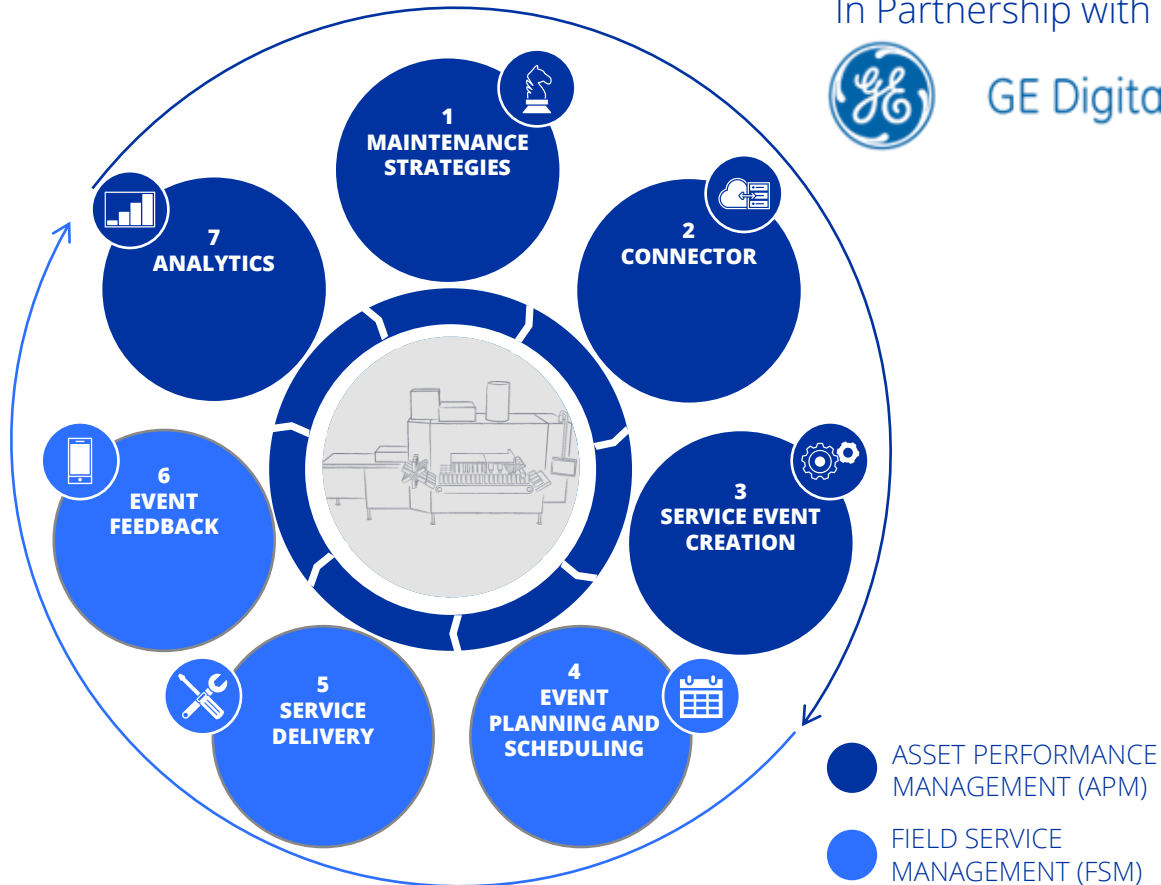 In Partnership with
GE
GE Digita
1
MAINTENANCE
STRATEGIES
2
CONNECTOR
3
SERVICE EVENT
CREATION
4
EVENT
PLANNING AND
SCHEDULING
5
SERVICE
DELIVERY
6
EVENT
FEEDBACK
7
ANALYTICS
ASSET PERFORMANCE
MANAGEMENT (APM)
FIELD SERVICE
MANAGEMENT (FSM)